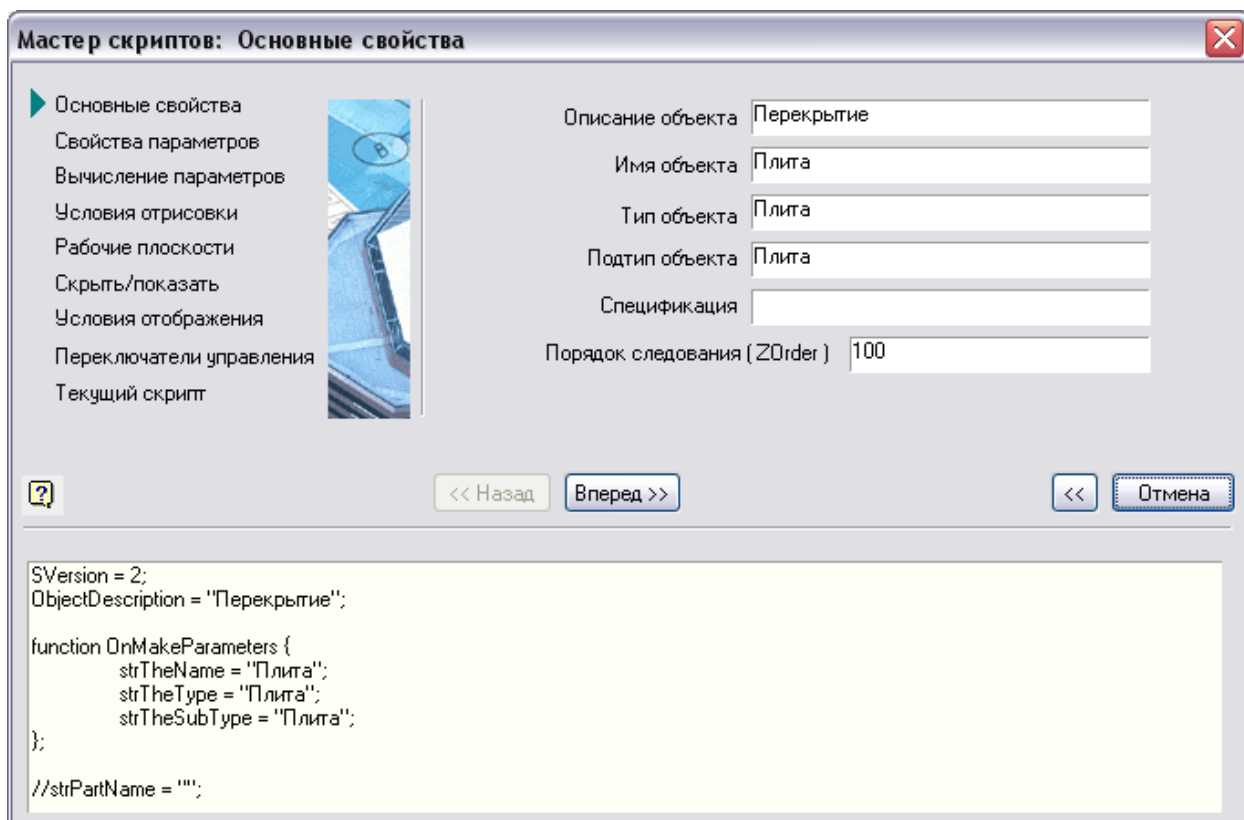 Мастер скриптов: Основные свойства
Основные свойства
Свойства параметров
Вычисление параметров
Условия отрисовки
Рабочие плоскости
Скрыть/показать
Условия отображения
Переключатели управления
Текущий скрипт
B
Описание объекта Перекрытие
Имя объекта Плита
Тип объекта Плита
Подтип объекта Плита
Спецификация
Порядок следования ( ZOrder ) 100
<< Назад Вперед >> << Отмена
SVersion = 2;
ObjectDescription = "Перекрытие";
function OnMakeParameters {
strTheName = "Плита";
strTheType = "Плита";
strTheSubType = "Плита";
};
//strPartName = "";